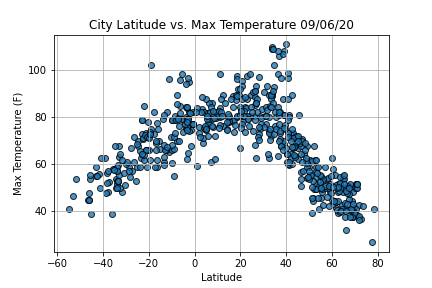 City Latitude vs. Max Temperature 09/06/20
Max Temperature (F)
100
80
60
40
−60 −40 −20 0 20 40 60 80
Latitude